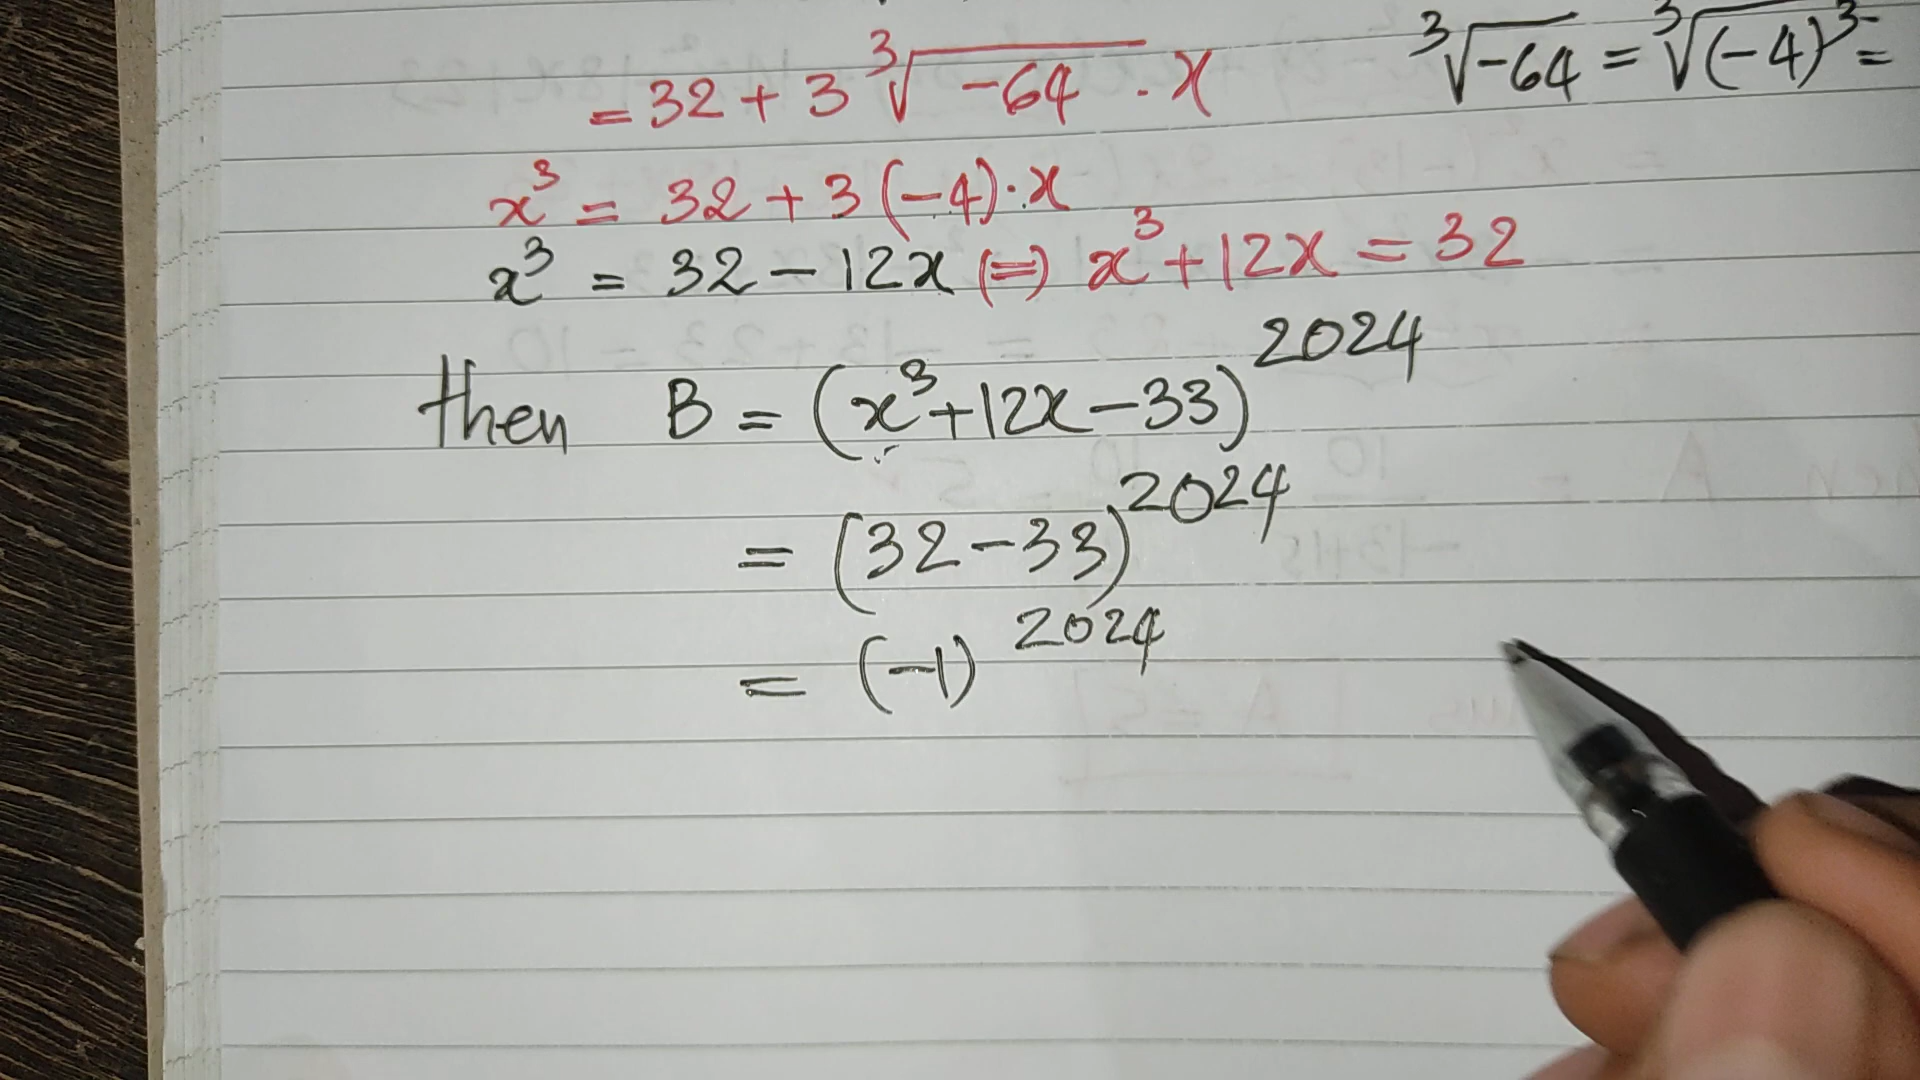 = 32 + 3 ∛-64 . x
∛-64 = ∛(-4)³ =
x³ = 32 + 3 (-4) . x
x³ = 32 - 12x (=) x³ + 12x = 32
then B = (x³ + 12x - 33)²⁰²⁴
= (32 - 33)²⁰²⁴
= (-1)²⁰²⁴